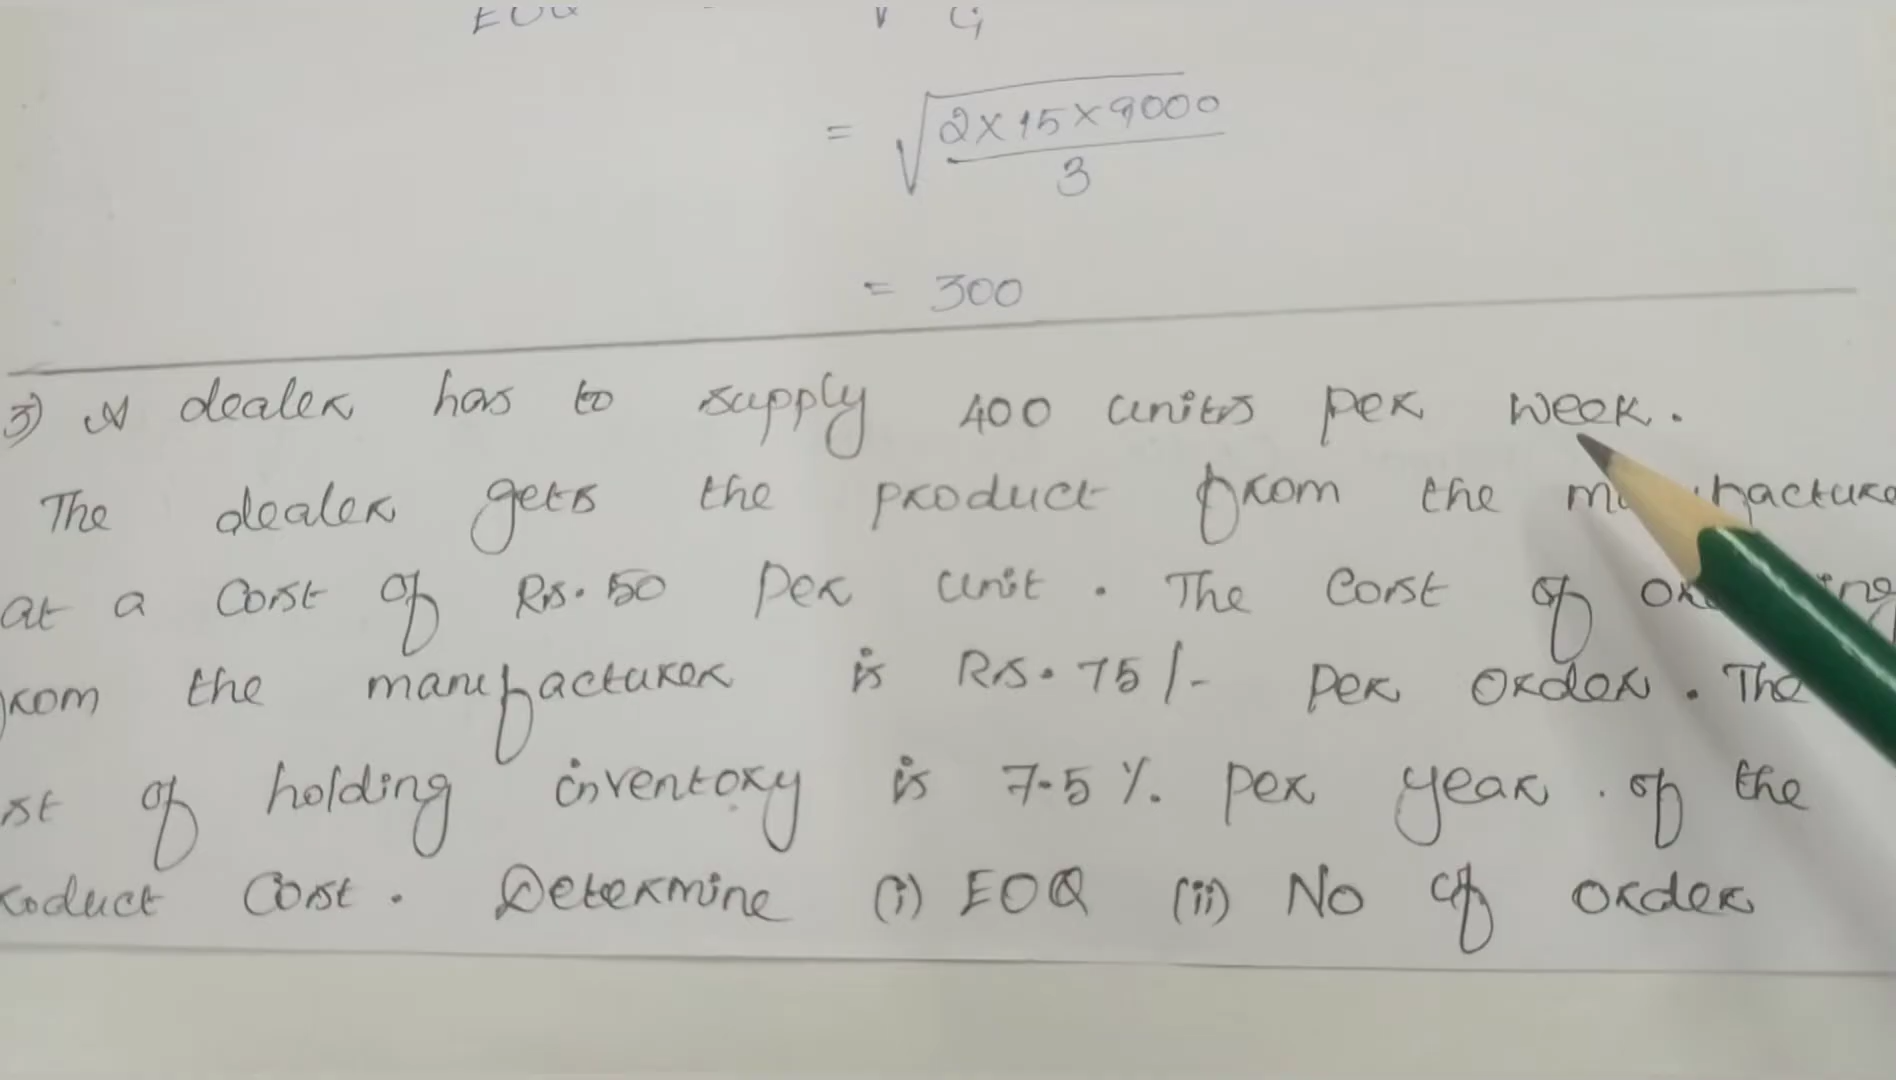 = √ 2 × 15 × 9000 / 3
= 300
3) A dealer has to supply 400 units per week.
The dealer gets the product from the
at a cost of Rs. 50 per unit. The cost of
the manufacturer is Rs. 75/- per order. The
of holding inventory is 7.5 %. per year. of the
cost. Determine (i) EOQ (ii) No of order